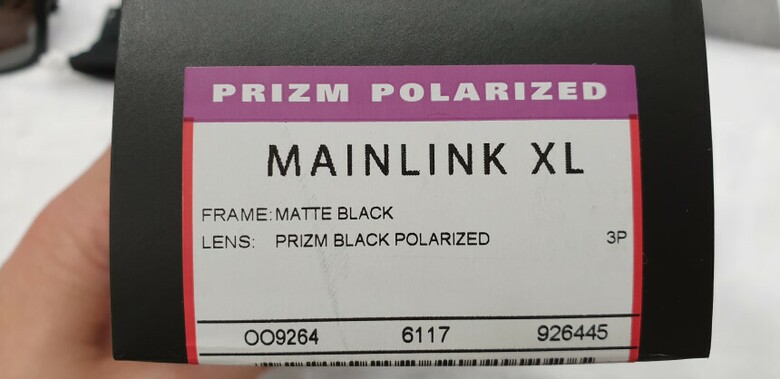 PRIZM POLARIZED
MAINLINK XL
FRAME: MATTE BLACK
LENS: PRIZM BLACK POLARIZED 3P
OO9264 6117 926445